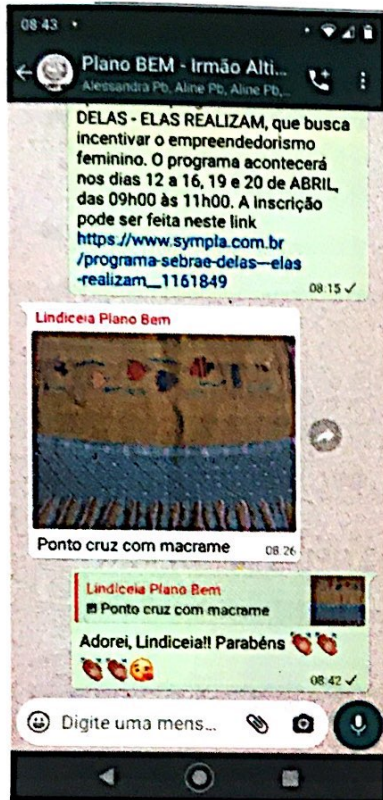 08:43
Plano BEM - Irmão Alti...
Alessandra Pb, Aline Pb, Aline Pb,...
DELAS - ELAS REALIZAM, que busca
incentivar o empreendedorismo
feminino. O programa acontecerá
nos dias 12 a 16, 19 e 20 de ABRIL,
das 09h00 às 11h00. A inscrição
pode ser feita neste link
https://www.sympla.com.br
/programa-sebrae-delas---elas
-realizam__1161849
08:15
Lindiceia Plano Bem
Ponto cruz com macrame
08:26
Lindiceia Plano Bem
Ponto cruz com macrame
Adorei, Lindiceia!! Parabéns 👏🏾👏🏾
👏🏾👏🏾😘
08:42
Digite uma mens...